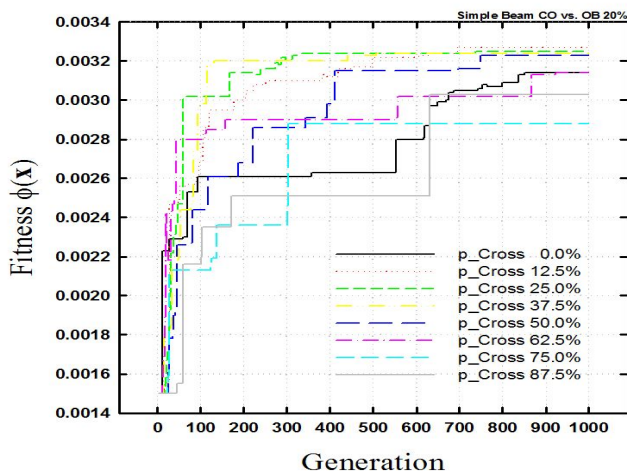 Simple Beam CO vs. OB 20%
0.0034
0.0032
0.0030
0.0028
0.0026
0.0024
0.0022
0.0020
0.0018
0.0016
0.0014
Fitness ϕ(x)
p_Cross 0.0%
p_Cross 12.5%
p_Cross 25.0%
p_Cross 37.5%
p_Cross 50.0%
p_Cross 62.5%
p_Cross 75.0%
p_Cross 87.5%
0 100 200 300 400 500 600 700 800 900 1000
Generation